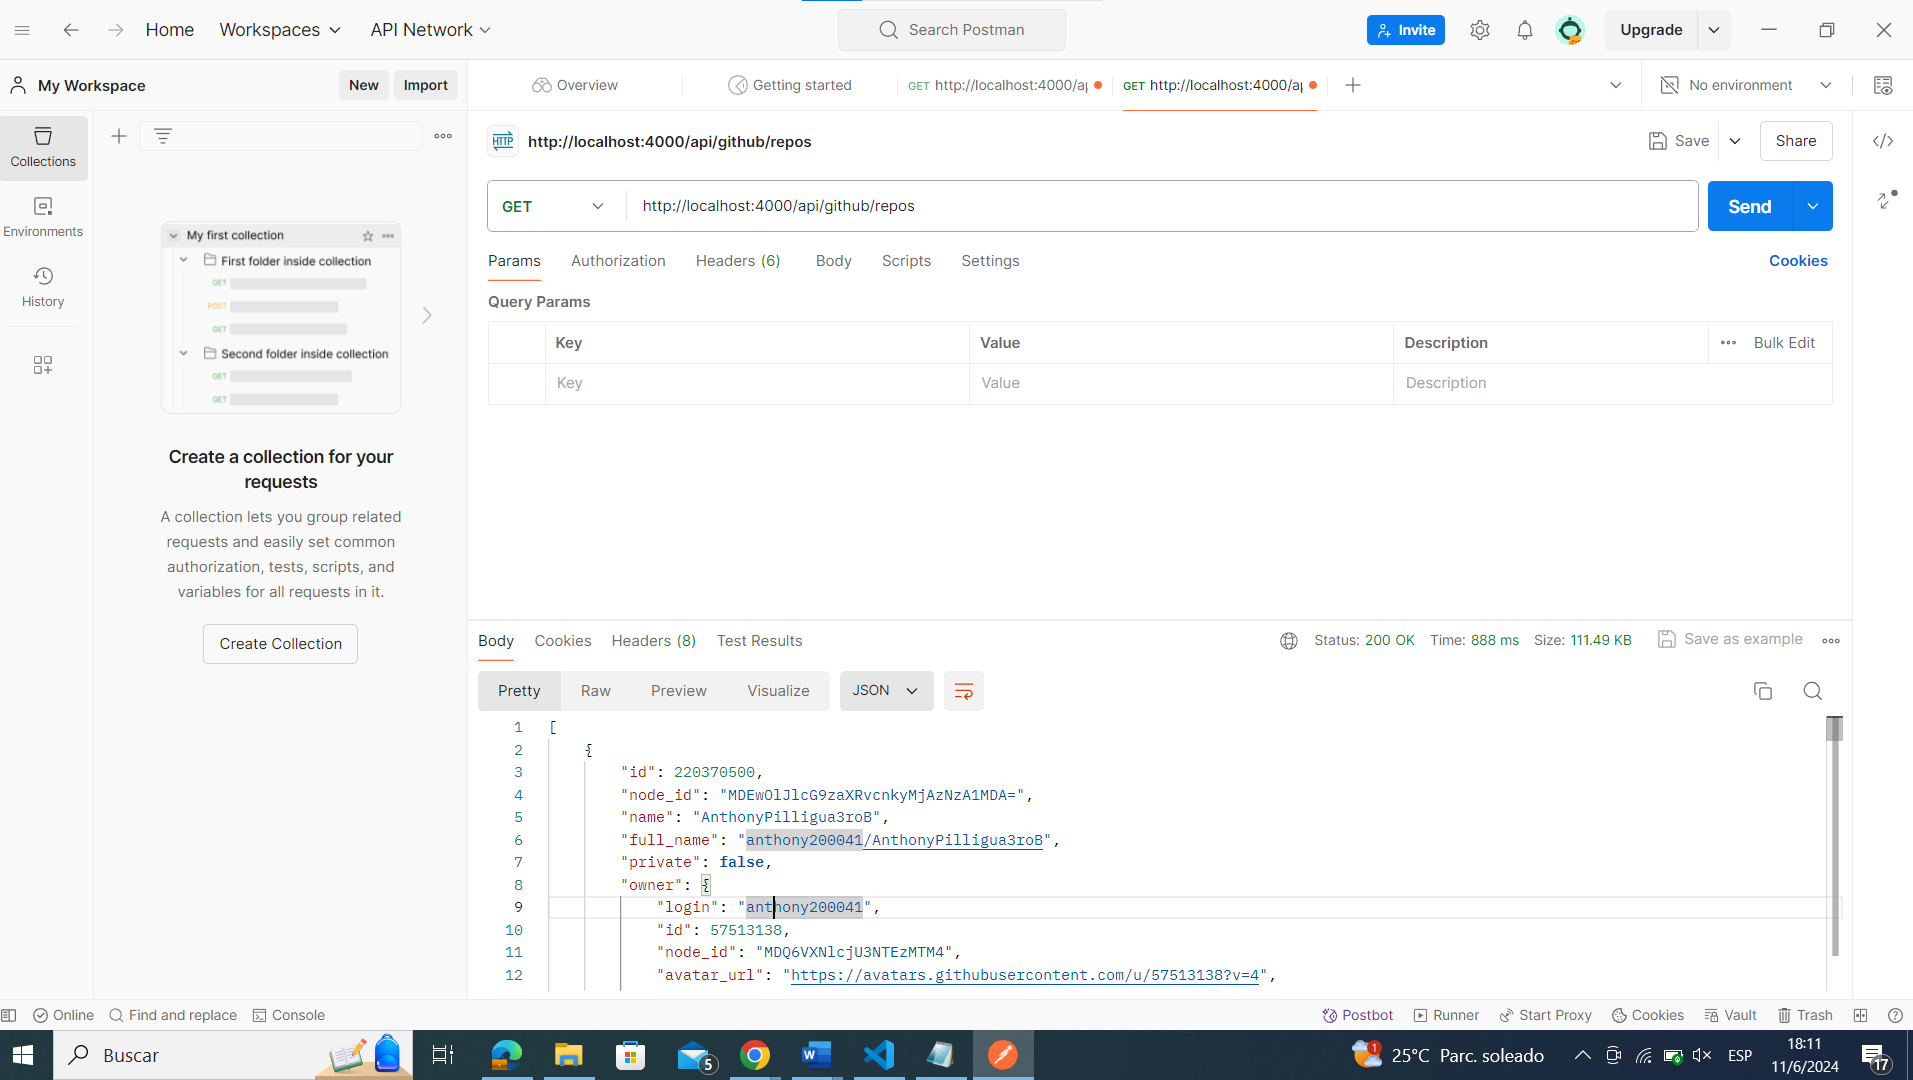 Home
Workspaces
API Network
Search Postman
Invite
Upgrade
My Workspace
New
Import
Overview
Getting started
GET http://localhost:4000/ap
GET http://localhost:4000/ap
No environment
Collections
Environments
History
My first collection
First folder inside collection
GET
POST
GET
Second folder inside collection
GET
GET
Create a collection for your
requests
A collection lets you group related
requests and easily set common
authorization, tests, scripts, and
variables for all requests in it.
Create Collection
HTTP http://localhost:4000/api/github/repos
Save
Share
GET
http://localhost:4000/api/github/repos
Send
Params
Authorization
Headers (6)
Body
Scripts
Settings
Cookies
Query Params
Key
Value
Description
Bulk Edit
Key
Value
Description
Body
Cookies
Headers (8)
Test Results
Status: 200 OK
Time: 888 ms
Size: 111.49 KB
Save as example
Pretty
Raw
Preview
Visualize
JSON
1 [
2 {
3 "id": 220370500,
4 "node_id": "MDEwOlJlcG9zaXRvcnkyMjAzNzA1MDA=",
5 "name": "AnthonyPilligua3roB",
6 "full_name": "anthony200041/AnthonyPilligua3roB",
7 "private": false,
8 "owner": {
9 "login": "anthony200041",
10 "id": 57513138,
11 "node_id": "MDQ6VXNlcjU3NTEzMTM4",
12 "avatar_url": "https://avatars.githubusercontent.com/u/57513138?v=4",
Online
Find and replace
Console
Postbot
Runner
Start Proxy
Cookies
Vault
Trash
Buscar
5
1
25°C Parc. soleado
ESP
18:11
11/6/2024
17